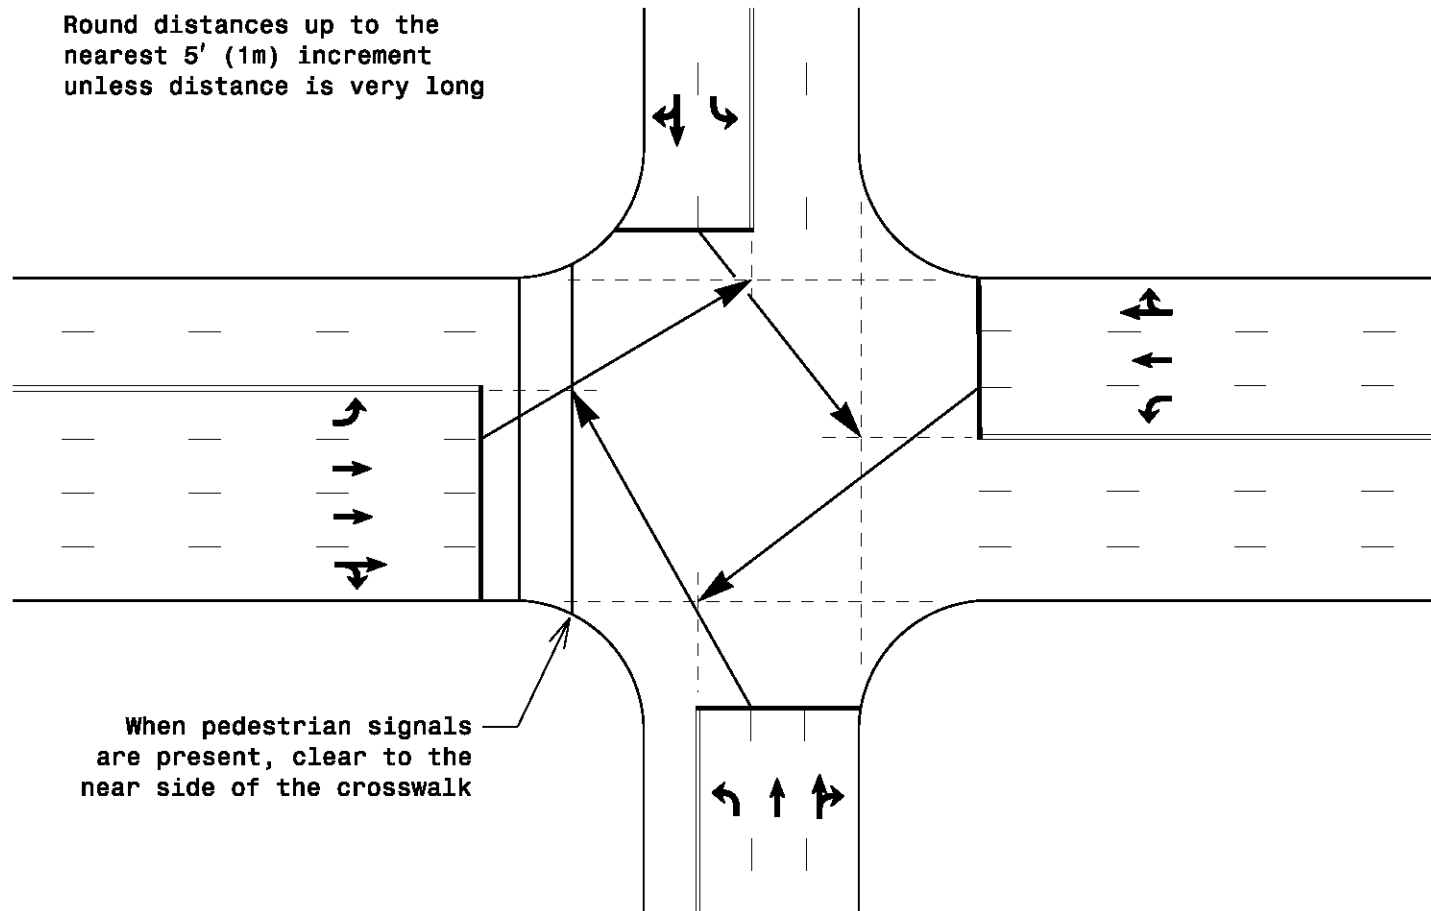 Round distances up to the
nearest 5' (1m) increment
unless distance is very long
When pedestrian signals
are present, clear to the
near side of the crosswalk